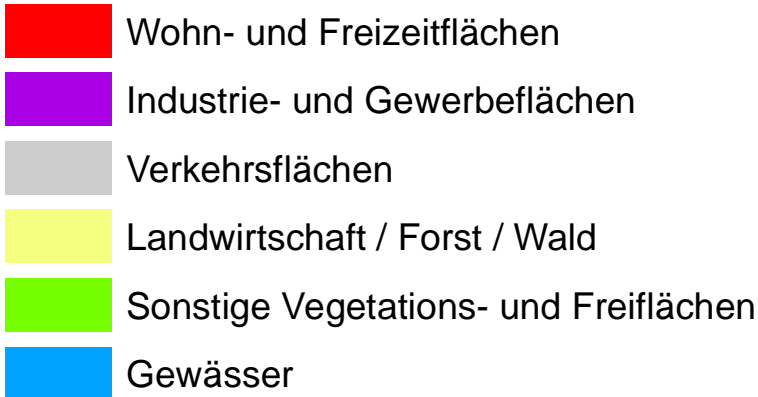 Wohn- und Freizeitflächen
Industrie- und Gewerbeflächen
Verkehrsflächen
Landwirtschaft / Forst / Wald
Sonstige Vegetations- und Freiflächen
Gewässer